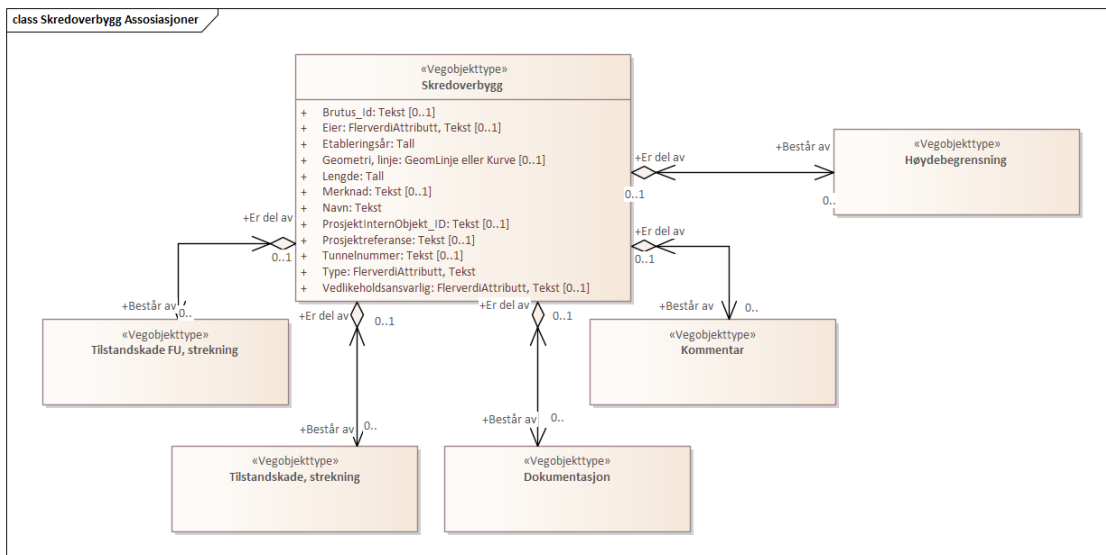 class Skredoverbygg Assosiasjoner
«Vegobjekttype»
Skredoverbygg
+ Brutus_Id: Tekst [0..1]
+ Eier: FlerverdiAttributt, Tekst [0..1]
+ Etableringsår: Tall
+ Geometri, linje: GeomLinje eller Kurve [0..1]
+ Lengde: Tall
+ Merknad: Tekst [0..1]
+ Navn: Tekst
+ ProsjektInternObjekt_ID: Tekst [0..1]
+ Prosjektreferanse: Tekst [0..1]
+ Tunnelnummer: Tekst [0..1]
+ Type: FlerverdiAttributt, Tekst
+ Vedlikeholdsansvarlig: FlerverdiAttributt, Tekst [0..1]
+Er del av
0..1
+Består av
0..
«Vegobjekttype»
Høydebegrensning
+Er del av
0..1
+Består av
0..
«Vegobjekttype»
Kommentar
+Er del av
0..1
+Består av
0..
«Vegobjekttype»
Tilstandskade FU, strekning
+Er del av
0..1
+Består av
0..
«Vegobjekttype»
Tilstandskade, strekning
+Er del av
0..1
+Består av
0..
«Vegobjekttype»
Dokumentasjon